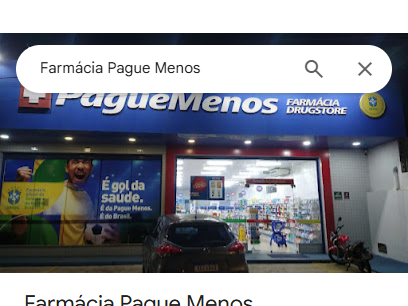 Farmácia Pague Menos
PagueMenos FARMÁCIA
DRUGSTORE
É gol da
saúde.
É da Pague Menos.
É do Brasil.
Farmácia Pague Menos